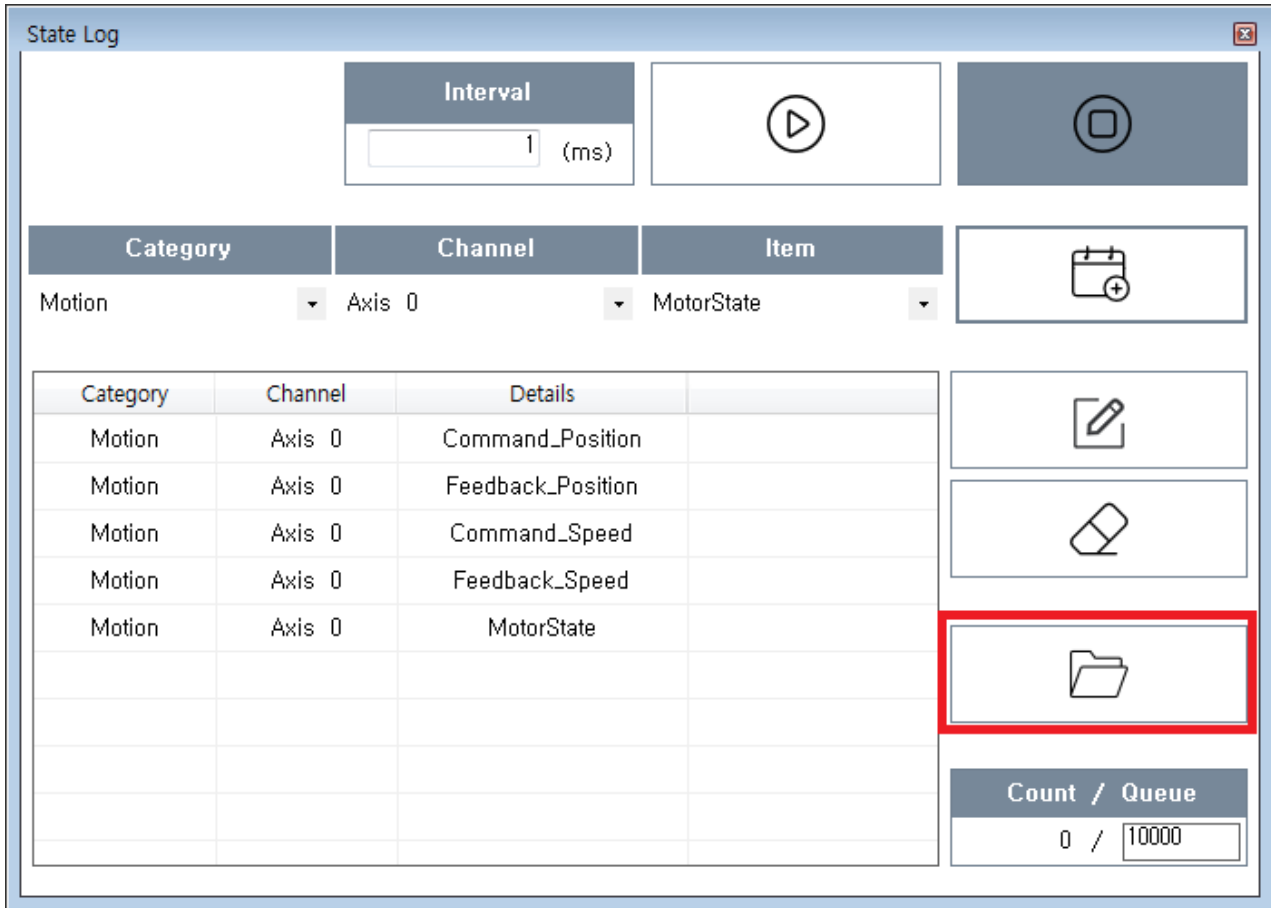 State Log
Interval
1 (ms)
Category Channel Item
Motion Axis 0 MotorState
Category Channel Details
Motion Axis 0 Command_Position
Motion Axis 0 Feedback_Position
Motion Axis 0 Command_Speed
Motion Axis 0 Feedback_Speed
Motion Axis 0 MotorState
Count / Queue
0 / 10000